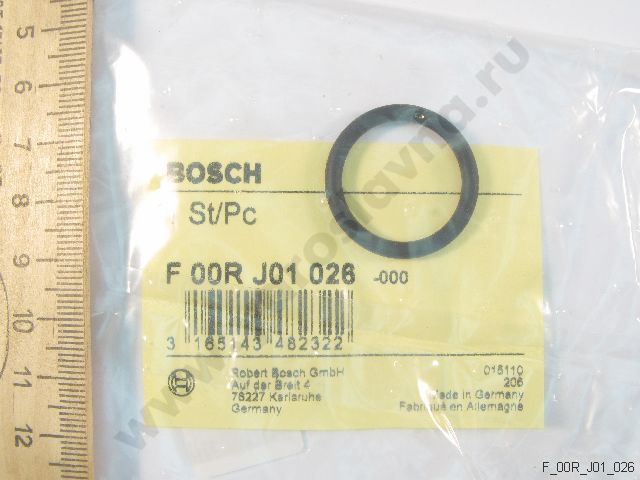 5
6
7
8
9
10
11
12
BOSCH
1 St/Pc
F 00R J01 026 -000
3 165143 482322
Robert Bosch GmbH
Auf der Breit 4
76227 Karlsruhe
Germany
015110
206
Made in Germany
Fabriqué en Allemagne
F_00R_J01_026